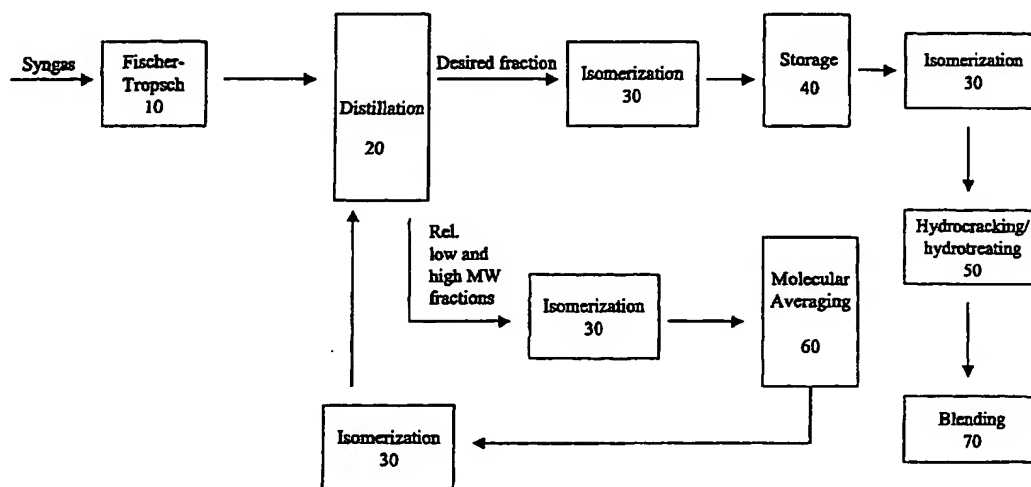 Syngas
Fischer-
Tropsch
10
Distillation
20
Desired fraction
Isomerization
30
Storage
40
Isomerization
30
Hydrocracking/
hydrotreating
50
Blending
70
Rel.
low and
high MW
fractions
Isomerization
30
Molecular
Averaging
60
Isomerization
30